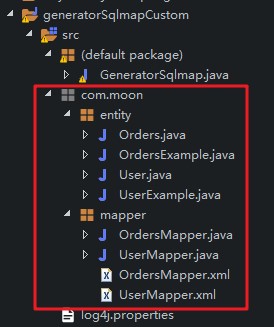 generatorSqlmapCustom
src
(default package)
GeneratorSqlmap.java
com.moon
entity
Orders.java
OrdersExample.java
User.java
UserExample.java
mapper
OrdersMapper.java
UserMapper.java
OrdersMapper.xml
UserMapper.xml
log4j.properties